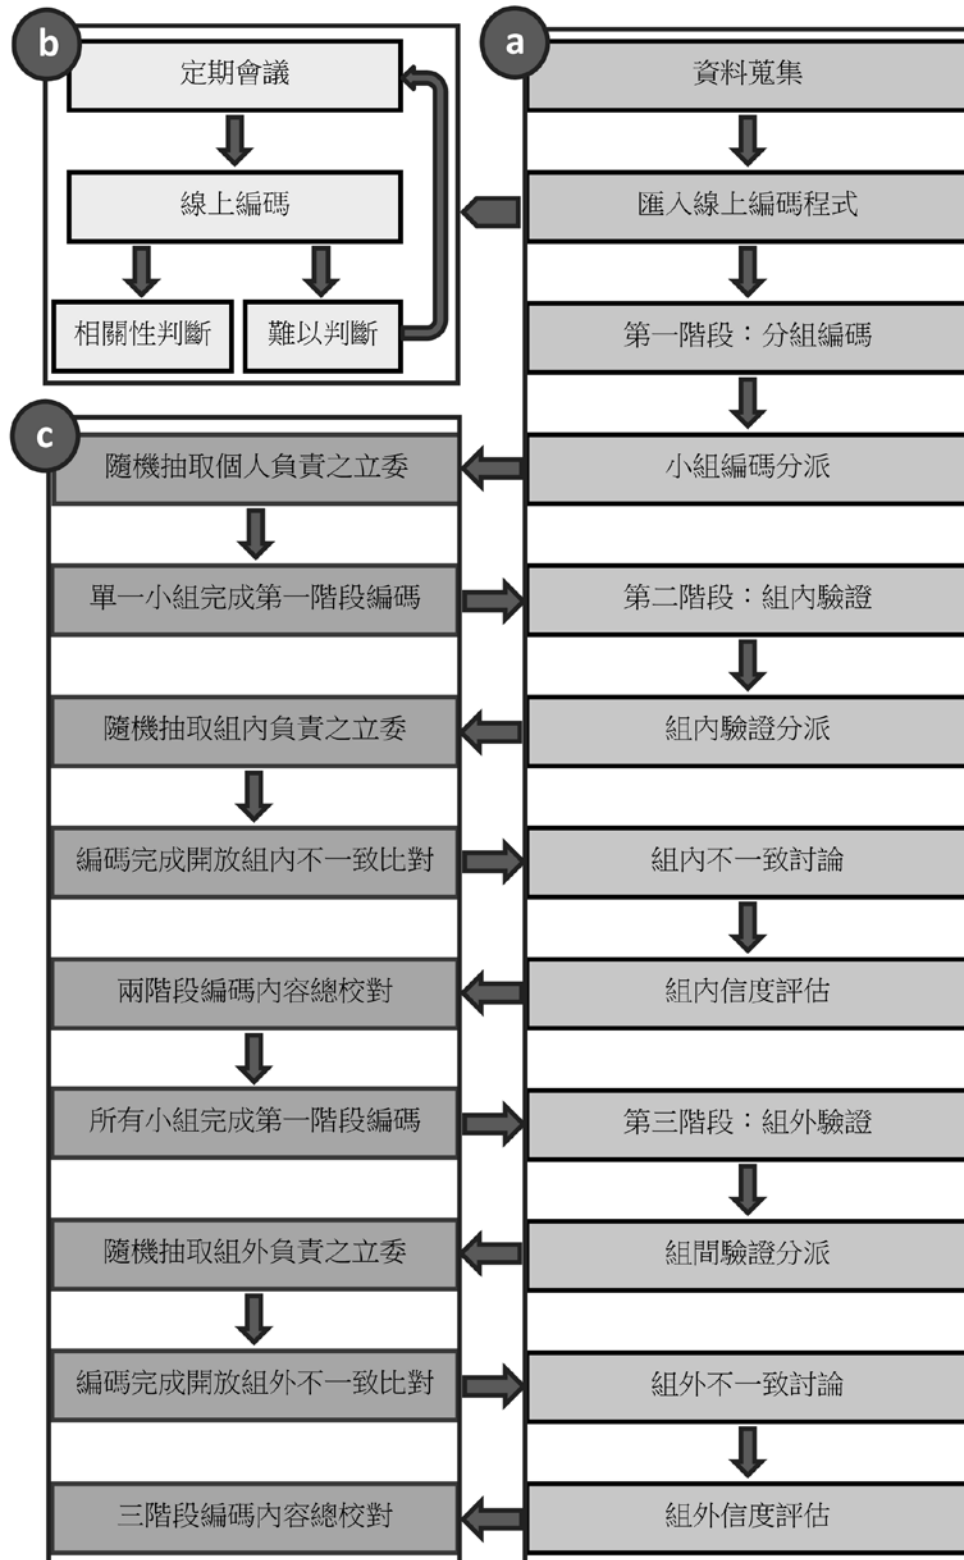 b
定期會議
線上編碼
相關性判斷
難以判斷
a
資料蒐集
匯入線上編碼程式
第一階段：分組編碼
小組編碼分派
第二階段：組內驗證
組內驗證分派
組內不一致討論
組內信度評估
第三階段：組外驗證
組間驗證分派
組外不一致討論
組外信度評估
c
隨機抽取個人負責之立委
單一小組完成第一階段編碼
隨機抽取組內負責之立委
編碼完成開放組內不一致比對
兩階段編碼內容總校對
所有小組完成第一階段編碼
隨機抽取組外負責之立委
編碼完成開放組外不一致比對
三階段編碼內容總校對